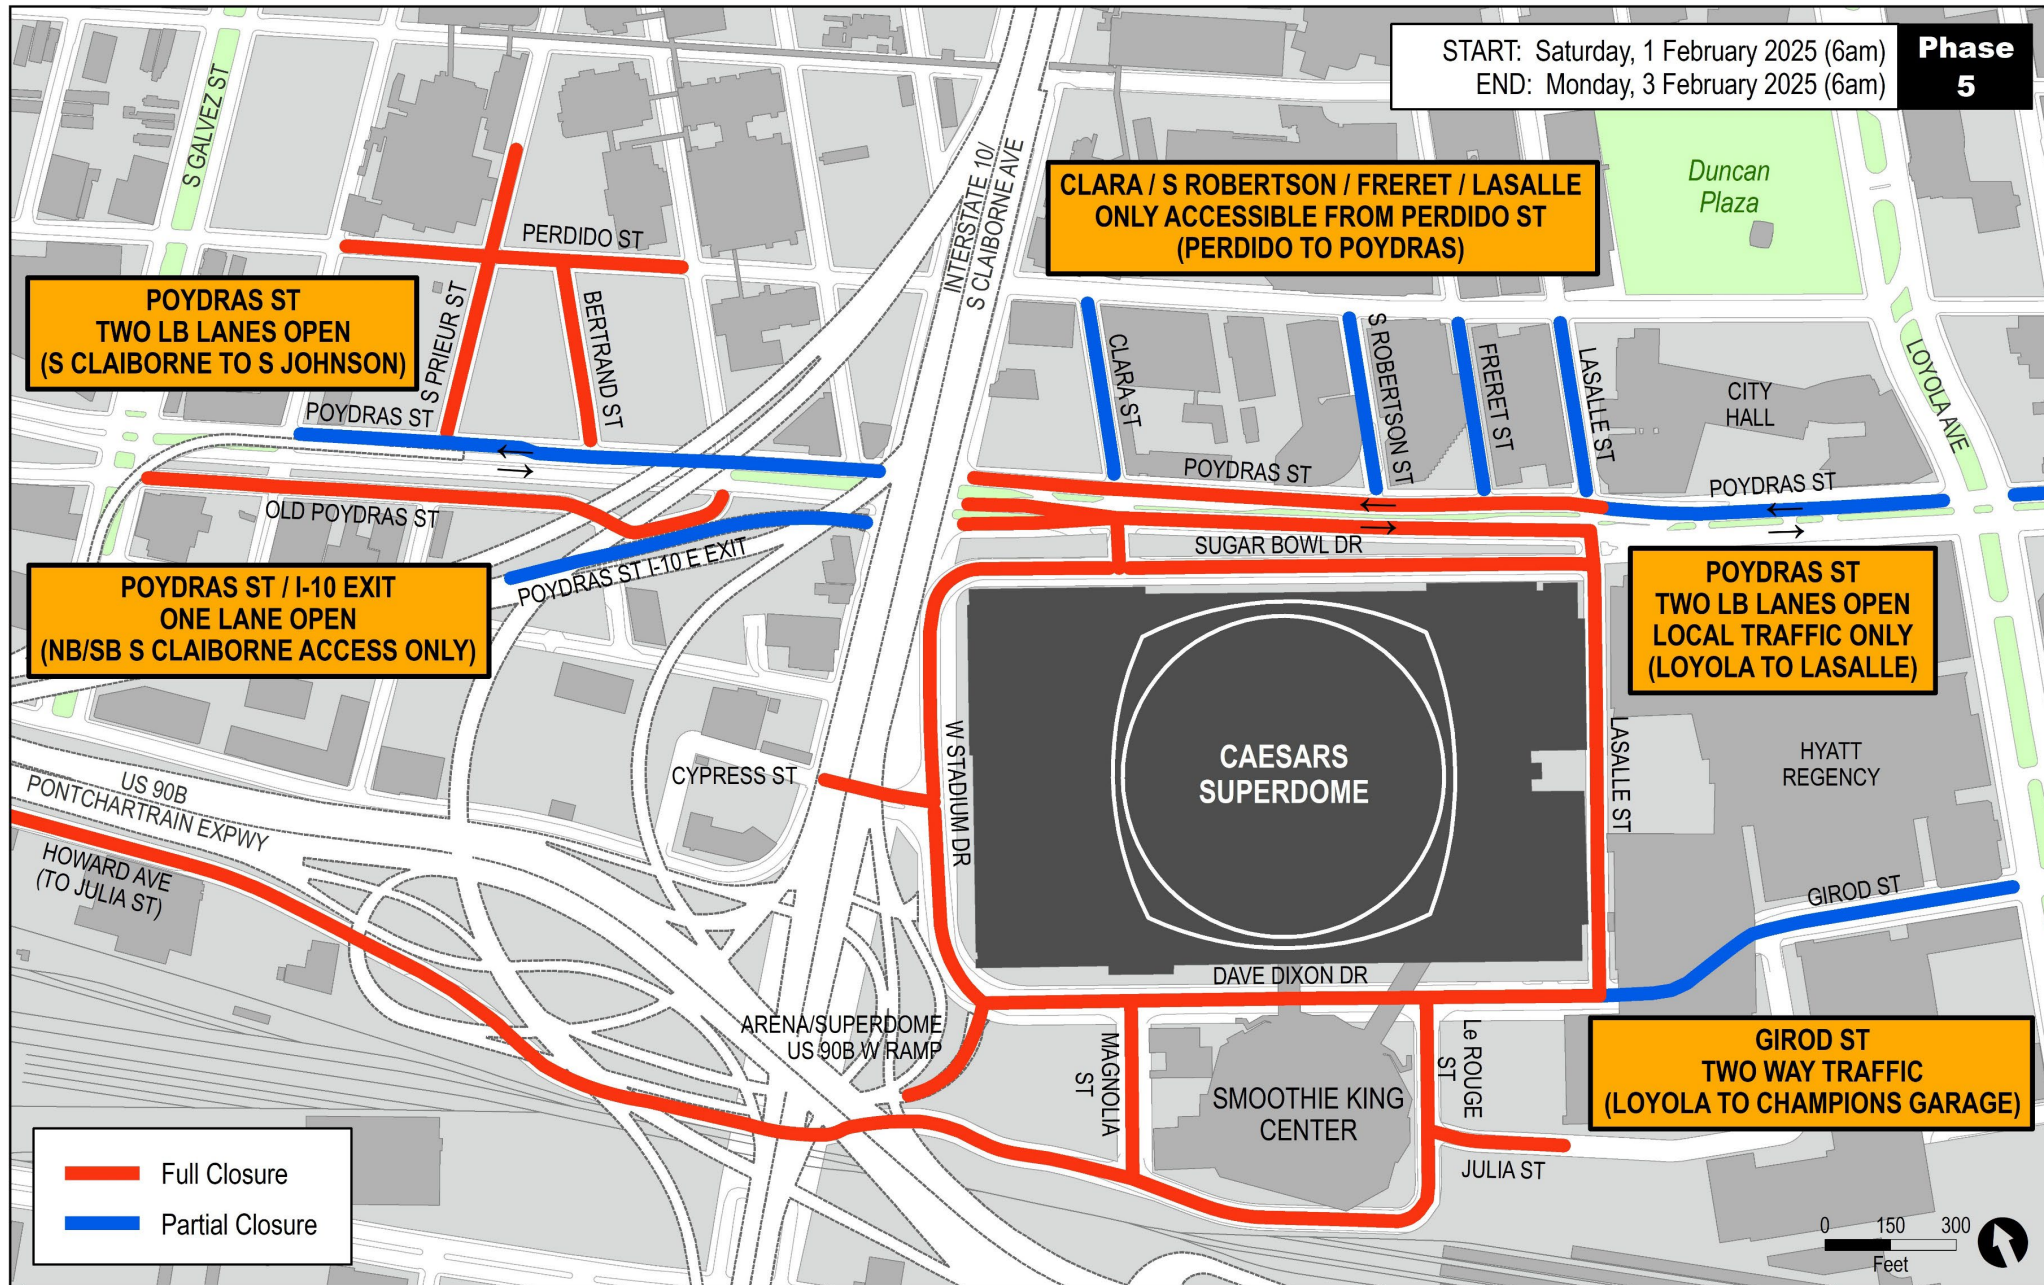 START: Saturday, 1 February 2025 (6am)
END: Monday, 3 February 2025 (6am)
Phase
5
S GALVEZ ST
INTERSTATE 10/
S CLAIBORNE AVE
CLARA / S ROBERTSON / FRERET / LASALLE
ONLY ACCESSIBLE FROM PERDIDO ST
(PERDIDO TO POYDRAS)
Duncan
Plaza
PERDIDO ST
POYDRAS ST
TWO LB LANES OPEN
(S CLAIBORNE TO S JOHNSON)
S PRIEUR ST
BERTRAND ST
CLARA ST
S ROBERTSON ST
FRERET ST
LASALLE ST
CITY
HALL
LOYOLA AVE
POYDRAS ST
POYDRAS ST
POYDRAS ST
OLD POYDRAS ST
SUGAR BOWL DR
POYDRAS ST I-10 E EXIT
POYDRAS ST / I-10 EXIT
ONE LANE OPEN
(NB/SB S CLAIBORNE ACCESS ONLY)
POYDRAS ST
TWO LB LANES OPEN
LOCAL TRAFFIC ONLY
(LOYOLA TO LASALLE)
W STADIUM DR
CAESARS
SUPERDOME
LASALLE ST
HYATT
REGENCY
CYPRESS ST
US 90B
PONTCHARTRAIN EXPWY
HOWARD AVE
(TO JULIA ST)
GIROD ST
DAVE DIXON DR
ARENA/SUPERDOME
US 90B W RAMP
MAGNOLIA
ST
Le ROUGE
ST
SMOOTHIE KING
CENTER
GIROD ST
TWO WAY TRAFFIC
(LOYOLA TO CHAMPIONS GARAGE)
JULIA ST
Full Closure
Partial Closure
0 150 300
Feet